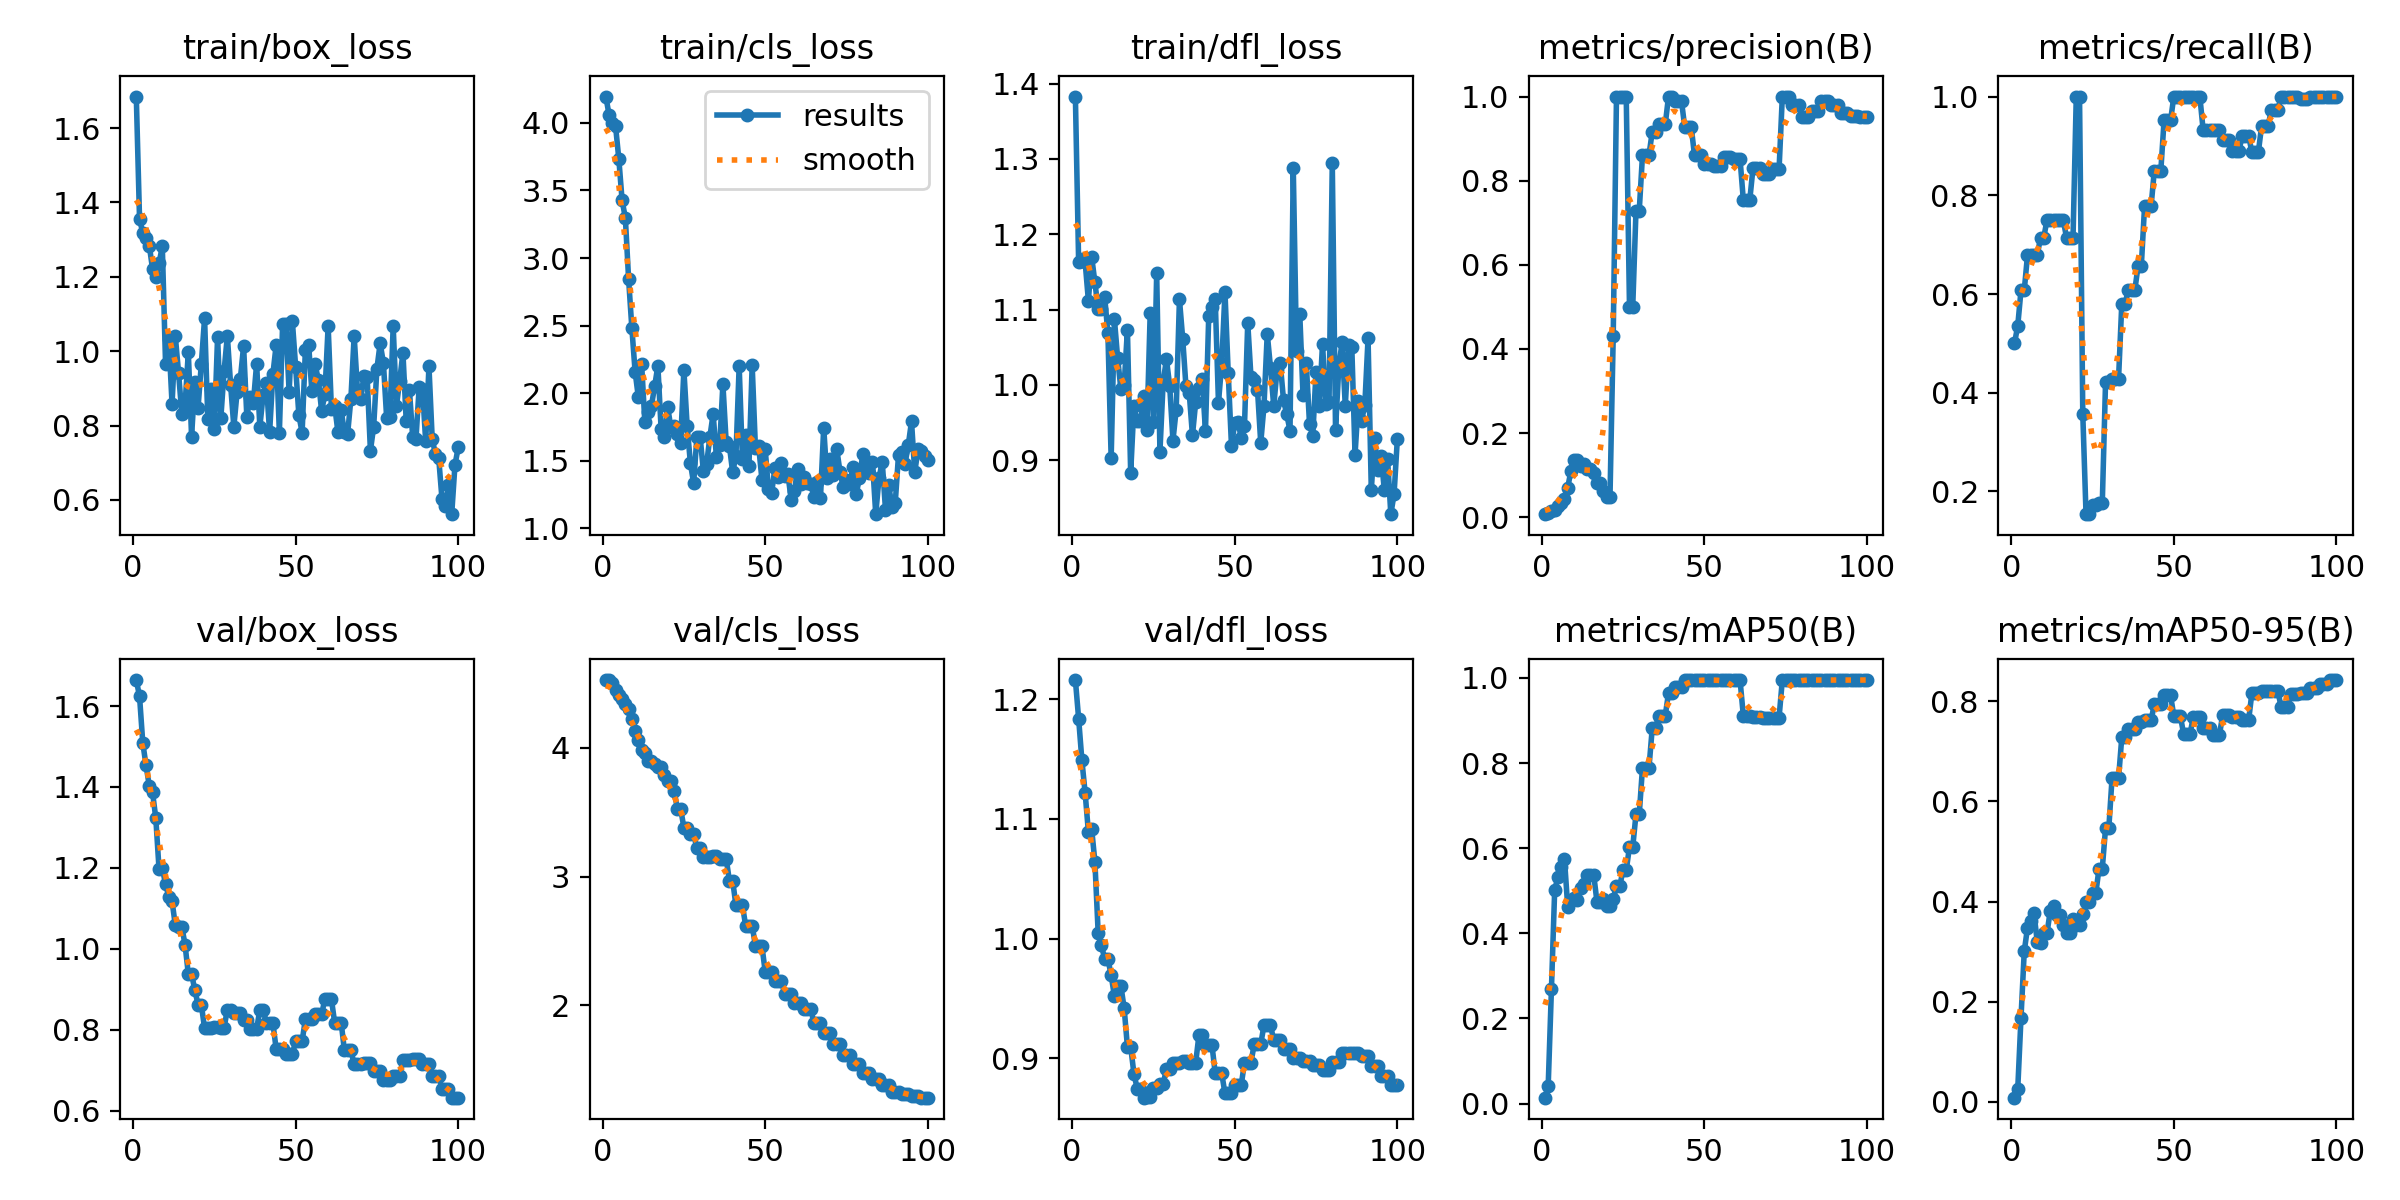 train/box_loss
1.6
1.4
1.2
1.0
0.8
0.6
0 50 100
train/cls_loss
results
smooth
4.0
3.5
3.0
2.5
2.0
1.5
1.0
0 50 100
train/dfl_loss
1.4
1.3
1.2
1.1
1.0
0.9
0 50 100
metrics/precision(B)
1.0
0.8
0.6
0.4
0.2
0.0
0 50 100
metrics/recall(B)
1.0
0.8
0.6
0.4
0.2
0 50 100
val/box_loss
1.6
1.4
1.2
1.0
0.8
0.6
0 50 100
val/cls_loss
4
3
2
0 50 100
val/dfl_loss
1.2
1.1
1.0
0.9
0 50 100
metrics/mAP50(B)
1.0
0.8
0.6
0.4
0.2
0.0
0 50 100
metrics/mAP50-95(B)
0.8
0.6
0.4
0.2
0.0
0 50 100